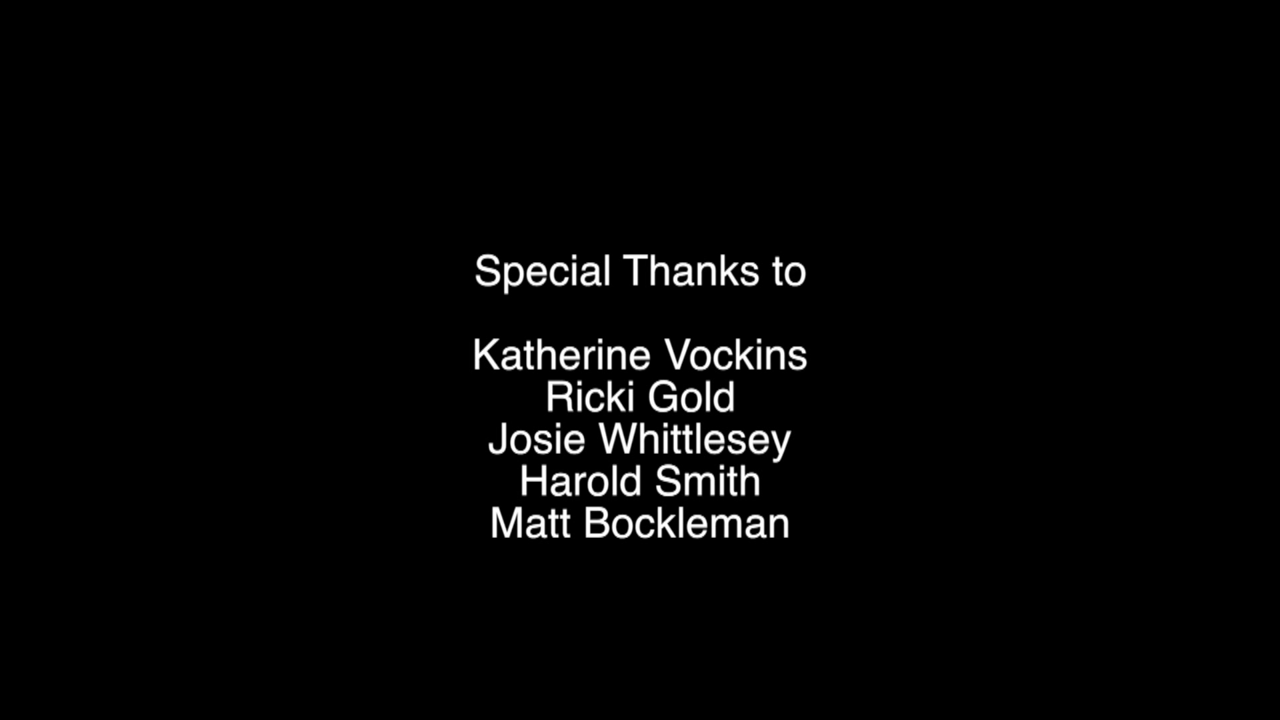 Special Thanks to
Katherine Vockins
Ricki Gold
Josie Whittlesey
Harold Smith
Matt Bockleman